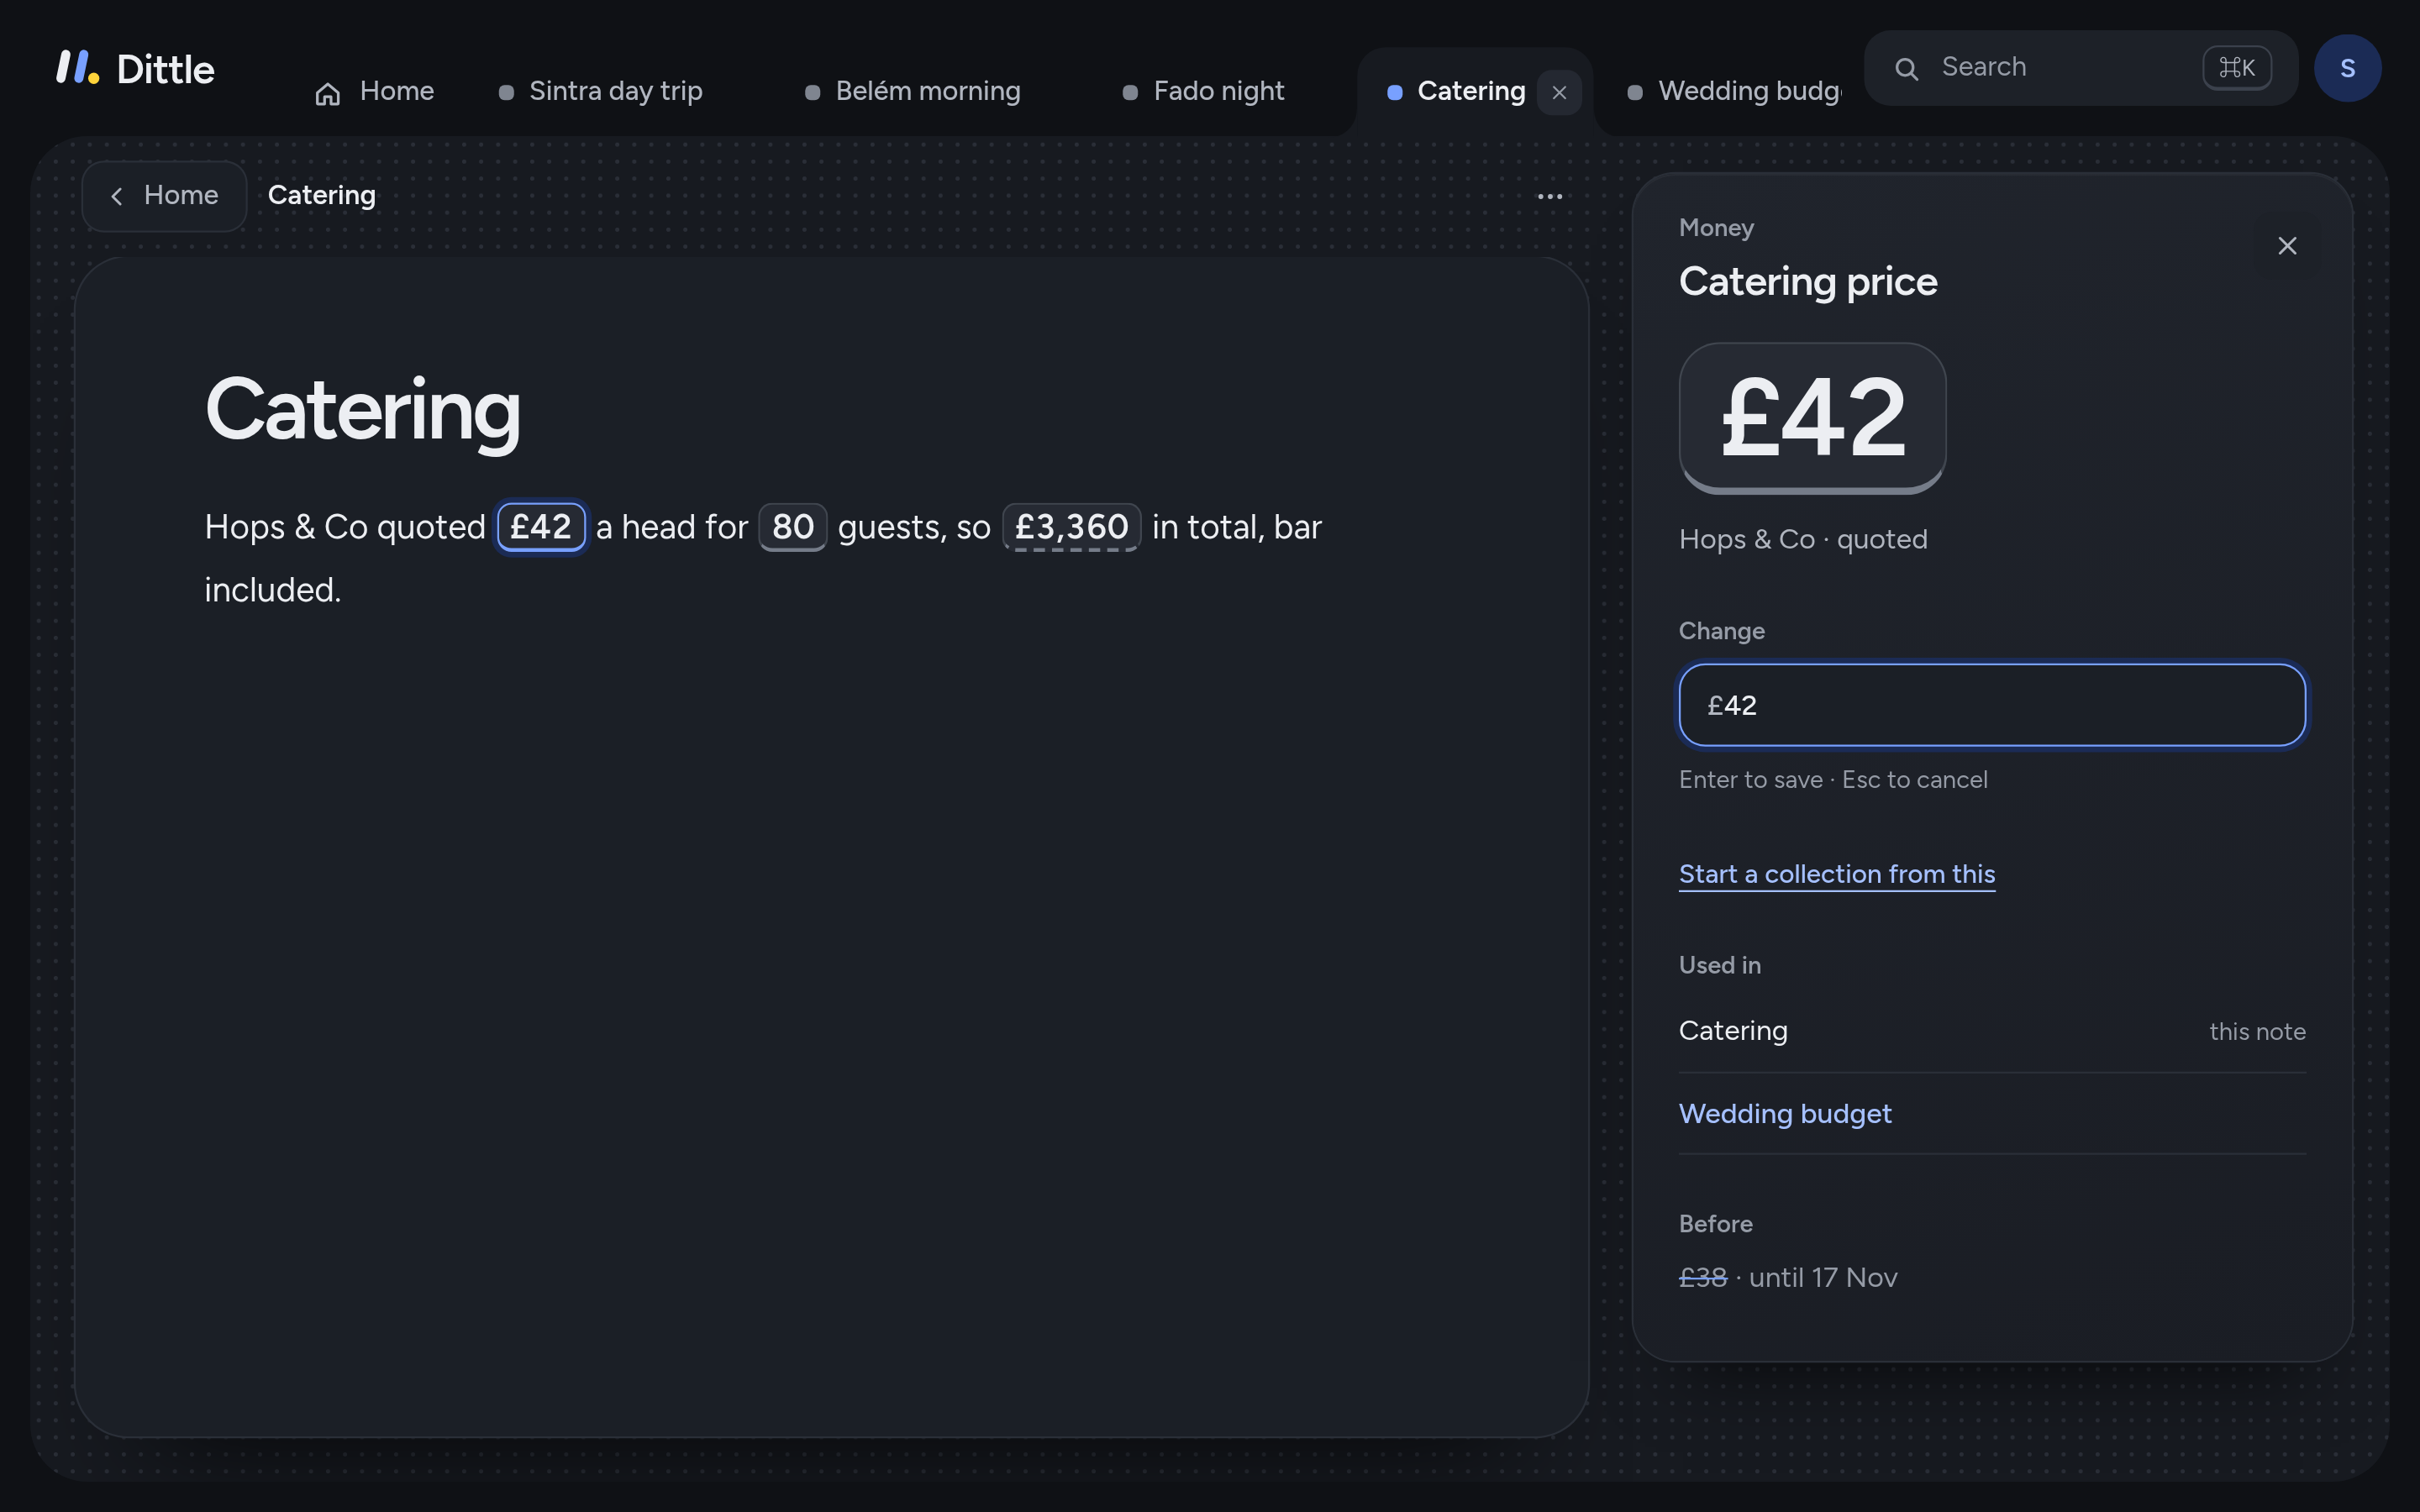 Dittle
Home
Sintra day trip
Belém morning
Fado night
Catering
Wedding budg
Search
⌘K
S
Home
Catering
Catering
Hops & Co quoted £42 a head for 80 guests, so £3,360 in total, bar
included.
Money
Catering price
£42
Hops & Co · quoted
Change
£42
Enter to save · Esc to cancel
Start a collection from this
Used in
Catering this note
Wedding budget
Before
£38 · until 17 Nov